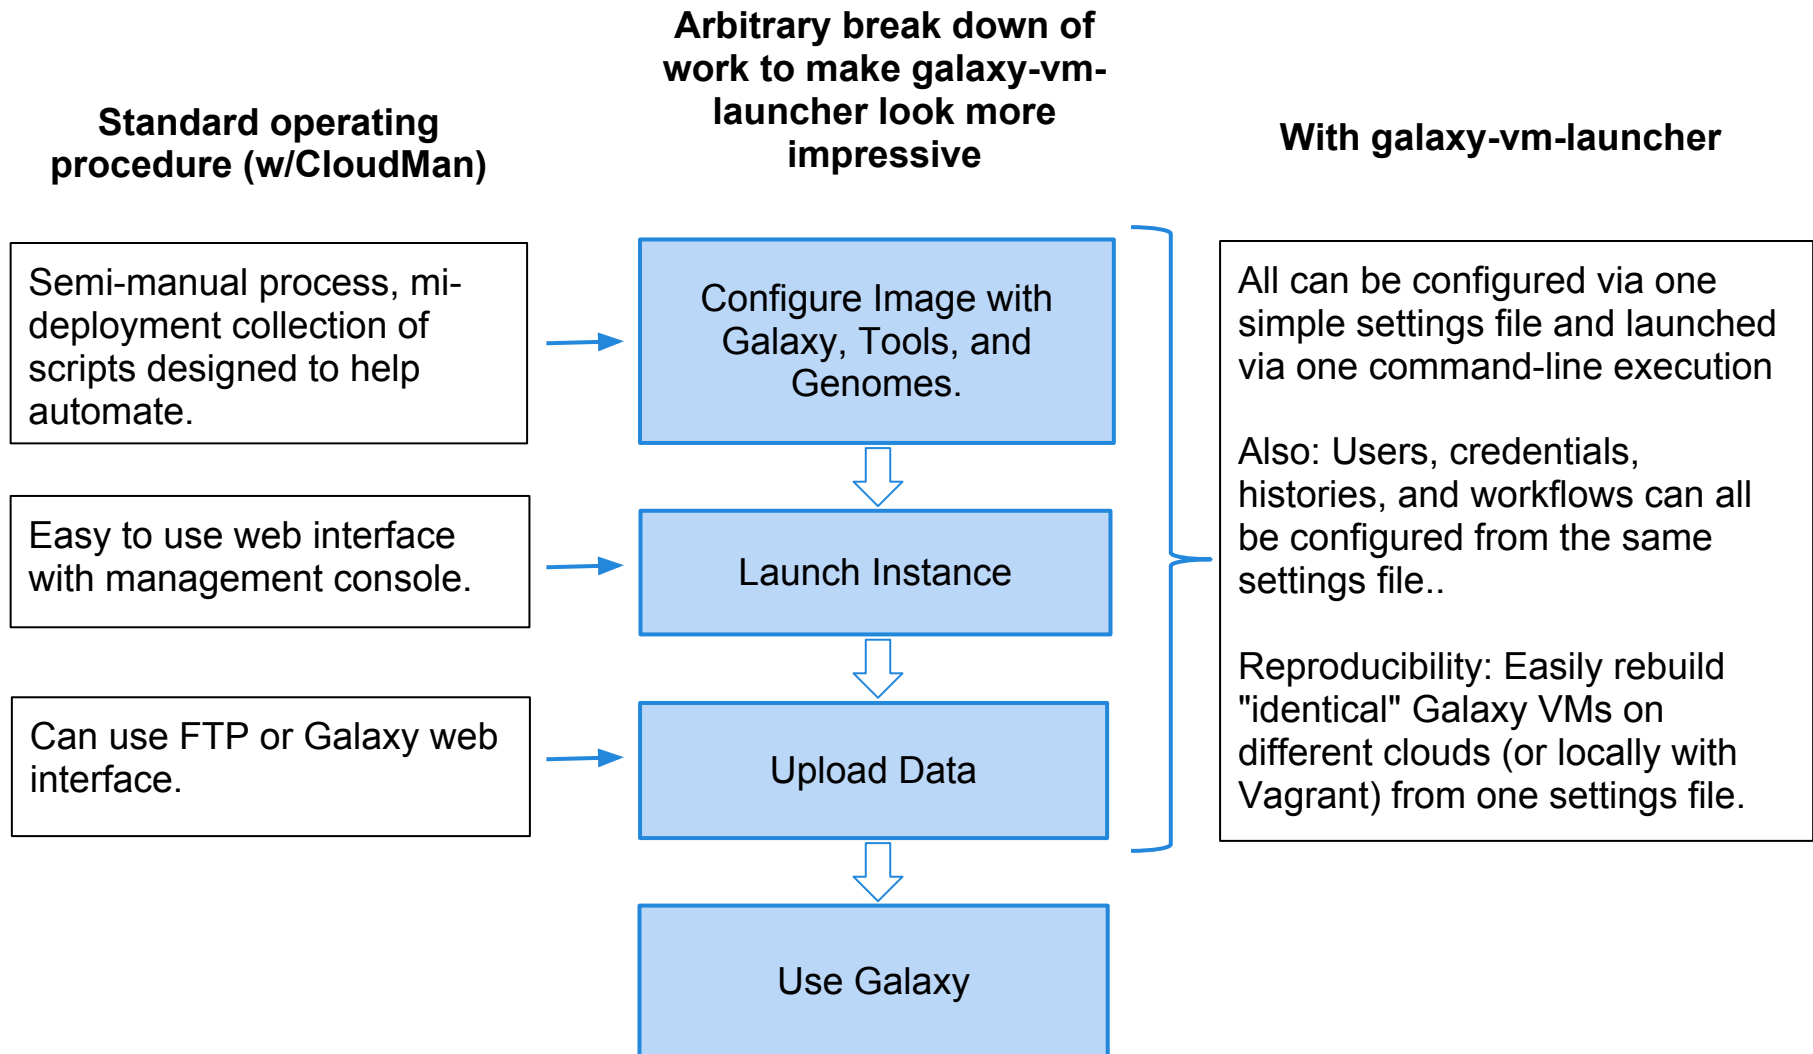 Arbitrary break down of
work to make galaxy-vm-
launcher look more
impressive
Standard operating
procedure (w/CloudMan)
With galaxy-vm-launcher
Semi-manual process, mi-
deployment collection of
scripts designed to help
automate.
Configure Image with
Galaxy, Tools, and
Genomes.
All can be configured via one
simple settings file and launched
via one command-line execution
Also: Users, credentials,
histories, and workflows can all
be configured from the same
settings file..
Reproducibility: Easily rebuild
"identical" Galaxy VMs on
different clouds (or locally with
Vagrant) from one settings file.
Easy to use web interface
with management console.
Launch Instance
Can use FTP or Galaxy web
interface.
Upload Data
Use Galaxy